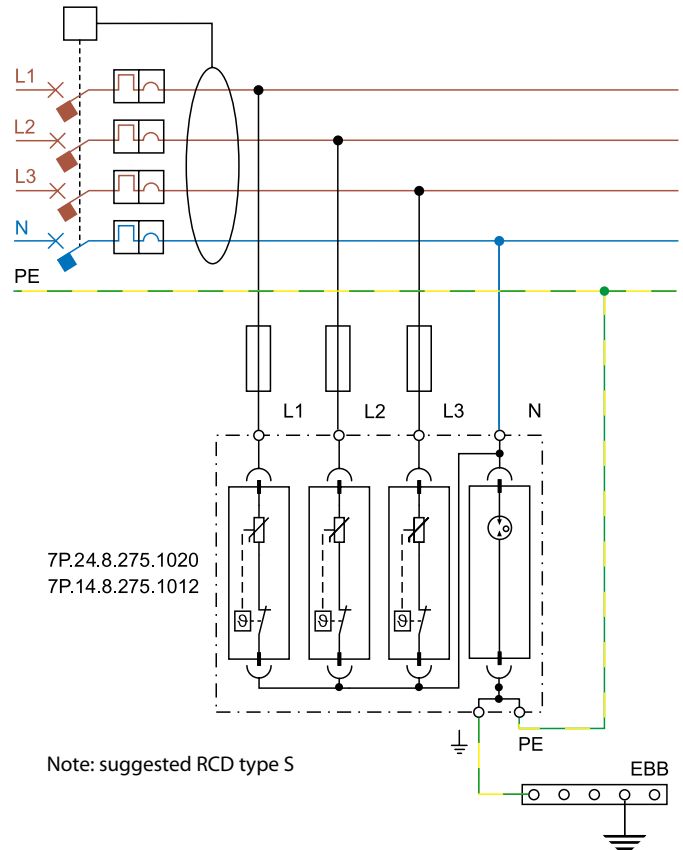 L1
L2
L3
N
PE
L1 L2 L3 N
7P.24.8.275.1020
7P.14.8.275.1012
ϑ ϑ ϑ
PE
Note: suggested RCD type S
EBB